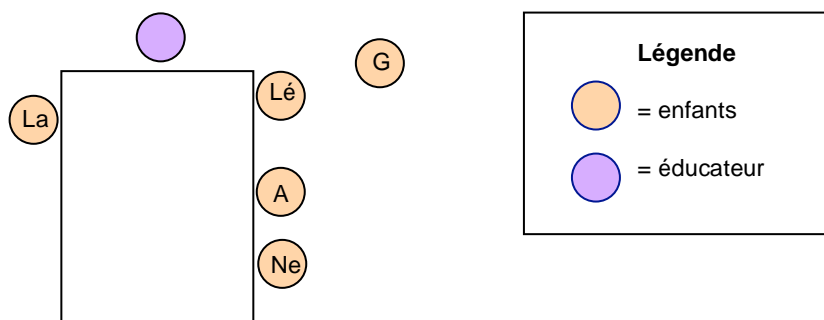 G
Légende
Lé
La
= enfants
= éducateur
A
Ne